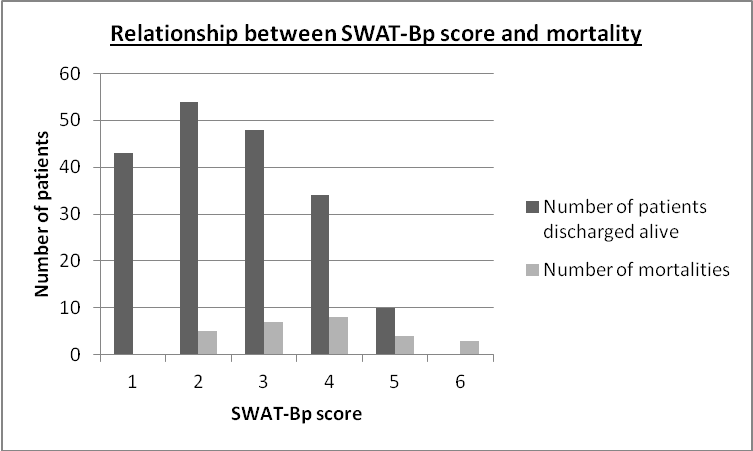 Relationship between SWAT-Bp score and mortality
60
50
40
30
20
10
0
Number of patients
1 2 3 4 5 6
SWAT-Bp score
Number of patients
discharged alive
Number of mortalities